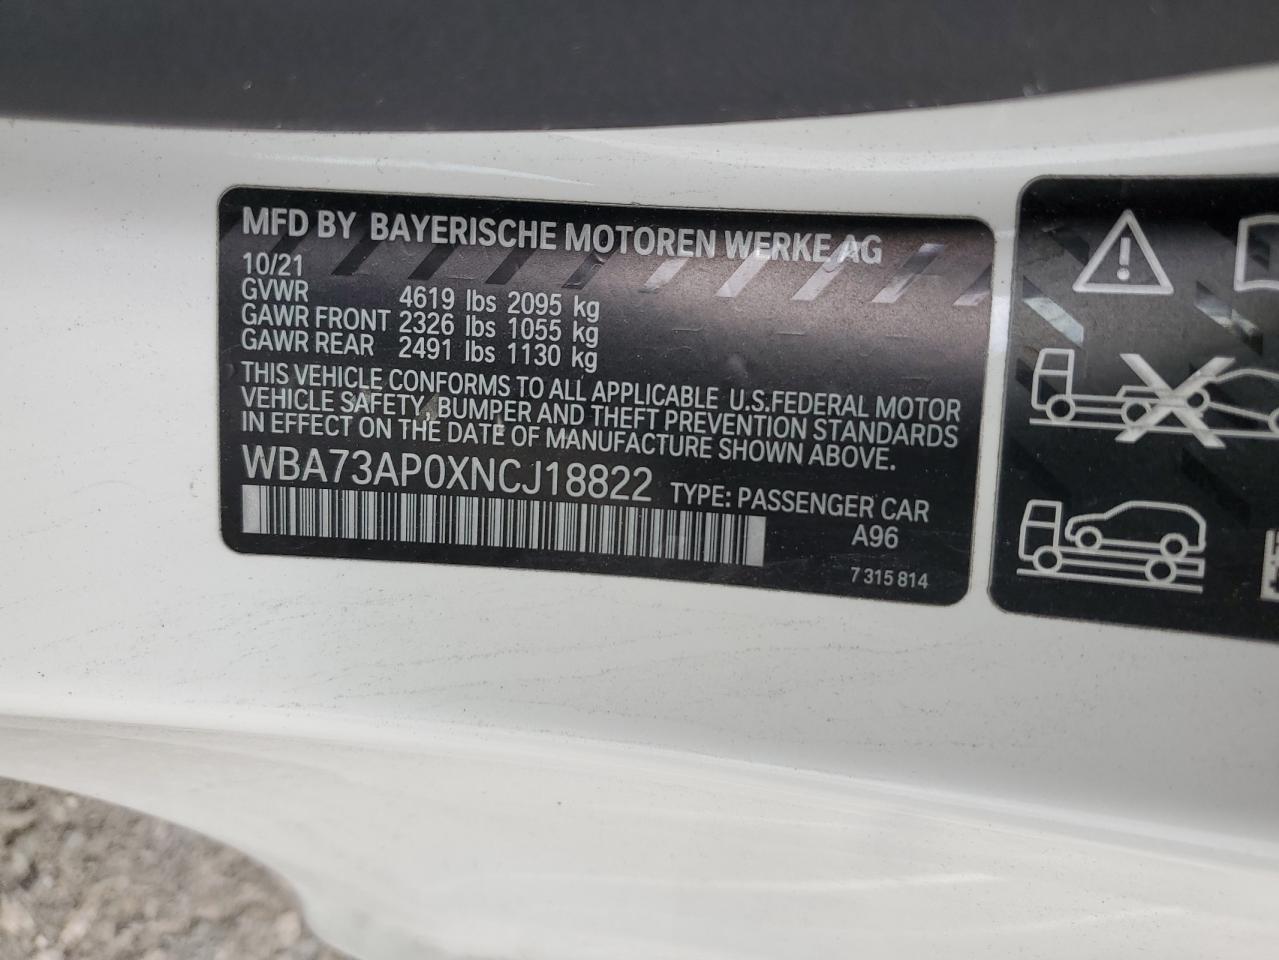 MFD BY BAYERISCHE MOTOREN WERKE AG
10/21
GVWR 4619 lbs 2095 kg
GAWR FRONT 2326 lbs 1055 kg
GAWR REAR 2491 lbs 1130 kg
THIS VEHICLE CONFORMS TO ALL APPLICABLE U.S.FEDERAL MOTOR
VEHICLE SAFETY, BUMPER AND THEFT PREVENTION STANDARDS
IN EFFECT ON THE DATE OF MANUFACTURE SHOWN ABOVE.
WBA73AP0XNCJ18822 TYPE: PASSENGER CAR
A96
7 315 814